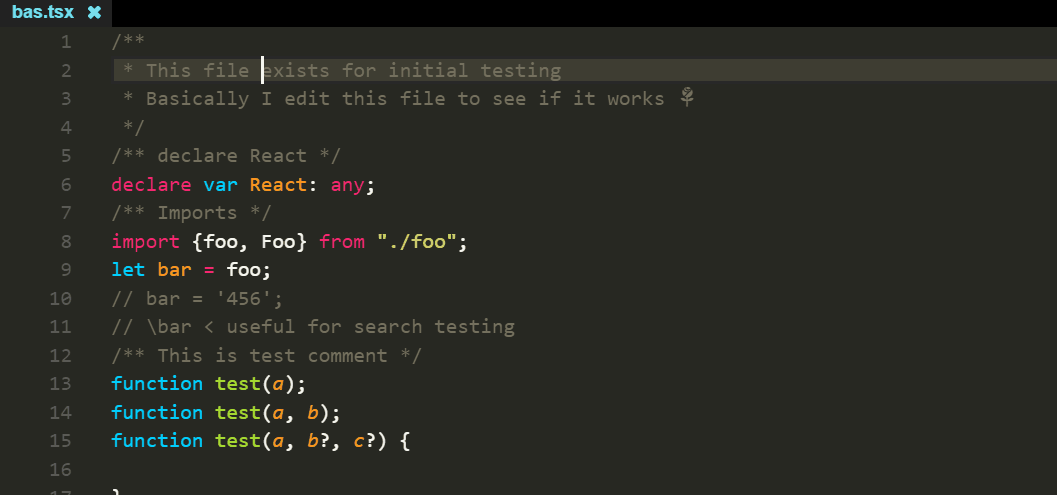 bas.tsx ✖
1 /**
2  * This file exists for initial testing
3  * Basically I edit this file to see if it works 🌹
4  */
5 /** declare React */
6 declare var React: any;
7 /** Imports */
8 import {foo, Foo} from "./foo";
9 let bar = foo;
10 // bar = '456';
11 // \bar < useful for search testing
12 /** This is test comment */
13 function test(a);
14 function test(a, b);
15 function test(a, b?, c?) {
16
17 }